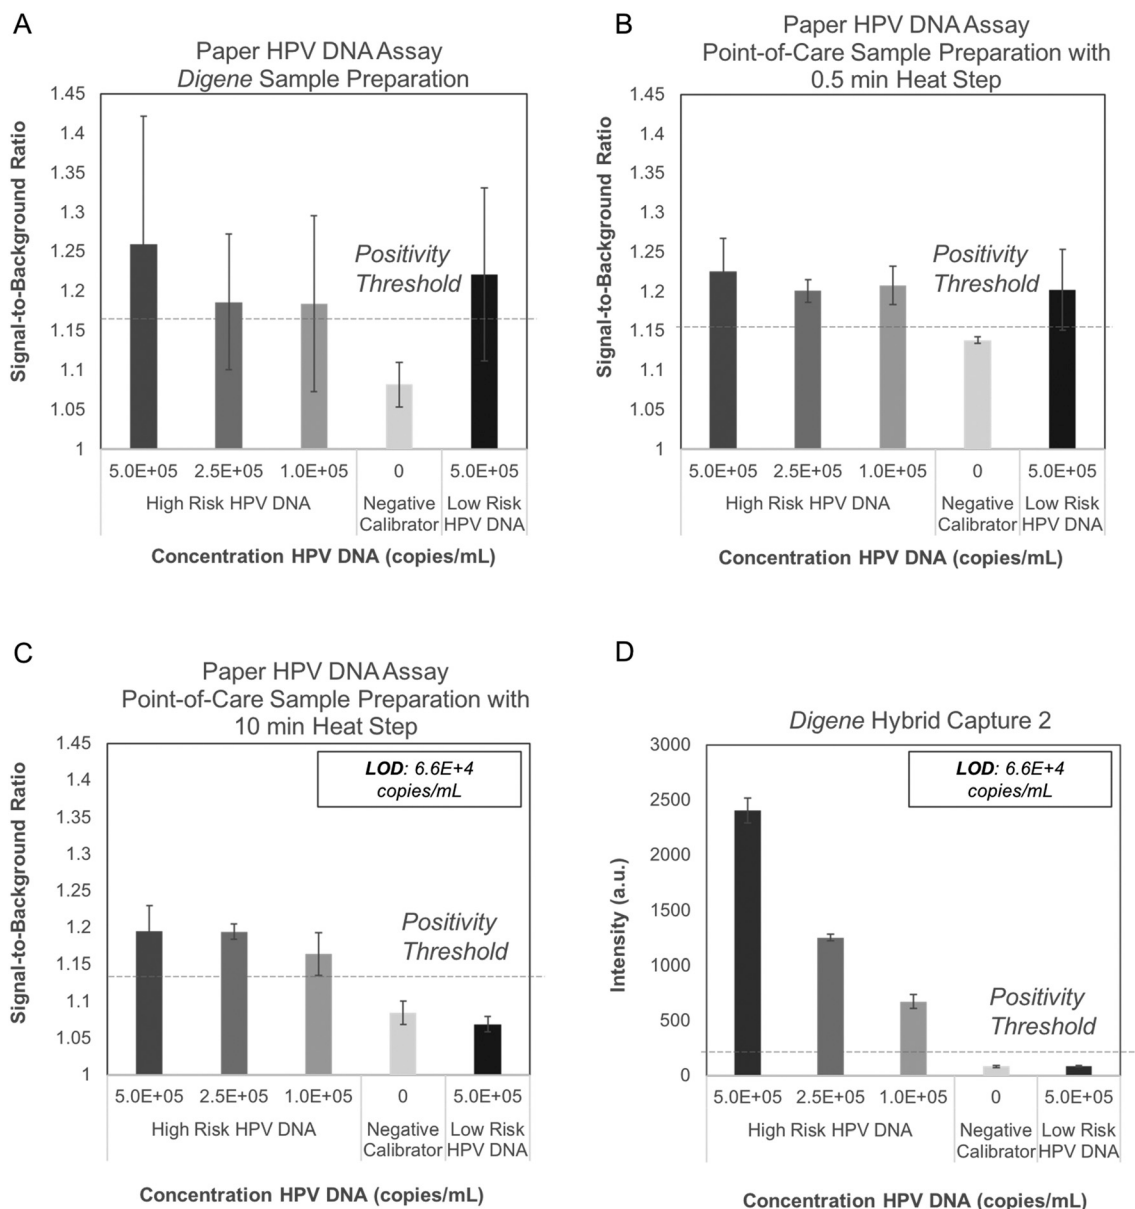 A
Paper HPV DNA Assay
Digene Sample Preparation
Signal-to-Background Ratio
1.45
1.4
1.35
1.3
1.25
1.2
1.15
1.1
1.05
1
Positivity
Threshold
5.0E+05 2.5E+05 1.0E+05 0 5.0E+05
High Risk HPV DNA Negative Low Risk
Calibrator HPV DNA
Concentration HPV DNA (copies/mL)
B
Paper HPV DNA Assay
Point-of-Care Sample Preparation with
0.5 min Heat Step
Signal-to-Background Ratio
1.45
1.4
1.35
1.3
1.25
1.2
1.15
1.1
1.05
1
Positivity
Threshold
5.0E+05 2.5E+05 1.0E+05 0 5.0E+05
High Risk HPV DNA Negative Low Risk
Calibrator HPV DNA
Concentration HPV DNA (copies/mL)
C
Paper HPV DNA Assay
Point-of-Care Sample Preparation with
10 min Heat Step
Signal-to-Background Ratio
1.45
1.4
1.35
1.3
1.25
1.2
1.15
1.1
1.05
1
LOD: 6.6E+4
copies/mL
Positivity
Threshold
5.0E+05 2.5E+05 1.0E+05 0 5.0E+05
High Risk HPV DNA Negative Low Risk
Calibrator HPV DNA
Concentration HPV DNA (copies/mL)
D
Digene Hybrid Capture 2
Intensity (a.u.)
3000
2500
2000
1500
1000
500
0
LOD: 6.6E+4
copies/mL
Positivity
Threshold
5.0E+05 2.5E+05 1.0E+05 0 5.0E+05
High Risk HPV DNA Negative Low Risk
Calibrator HPV DNA
Concentration HPV DNA (copies/mL)